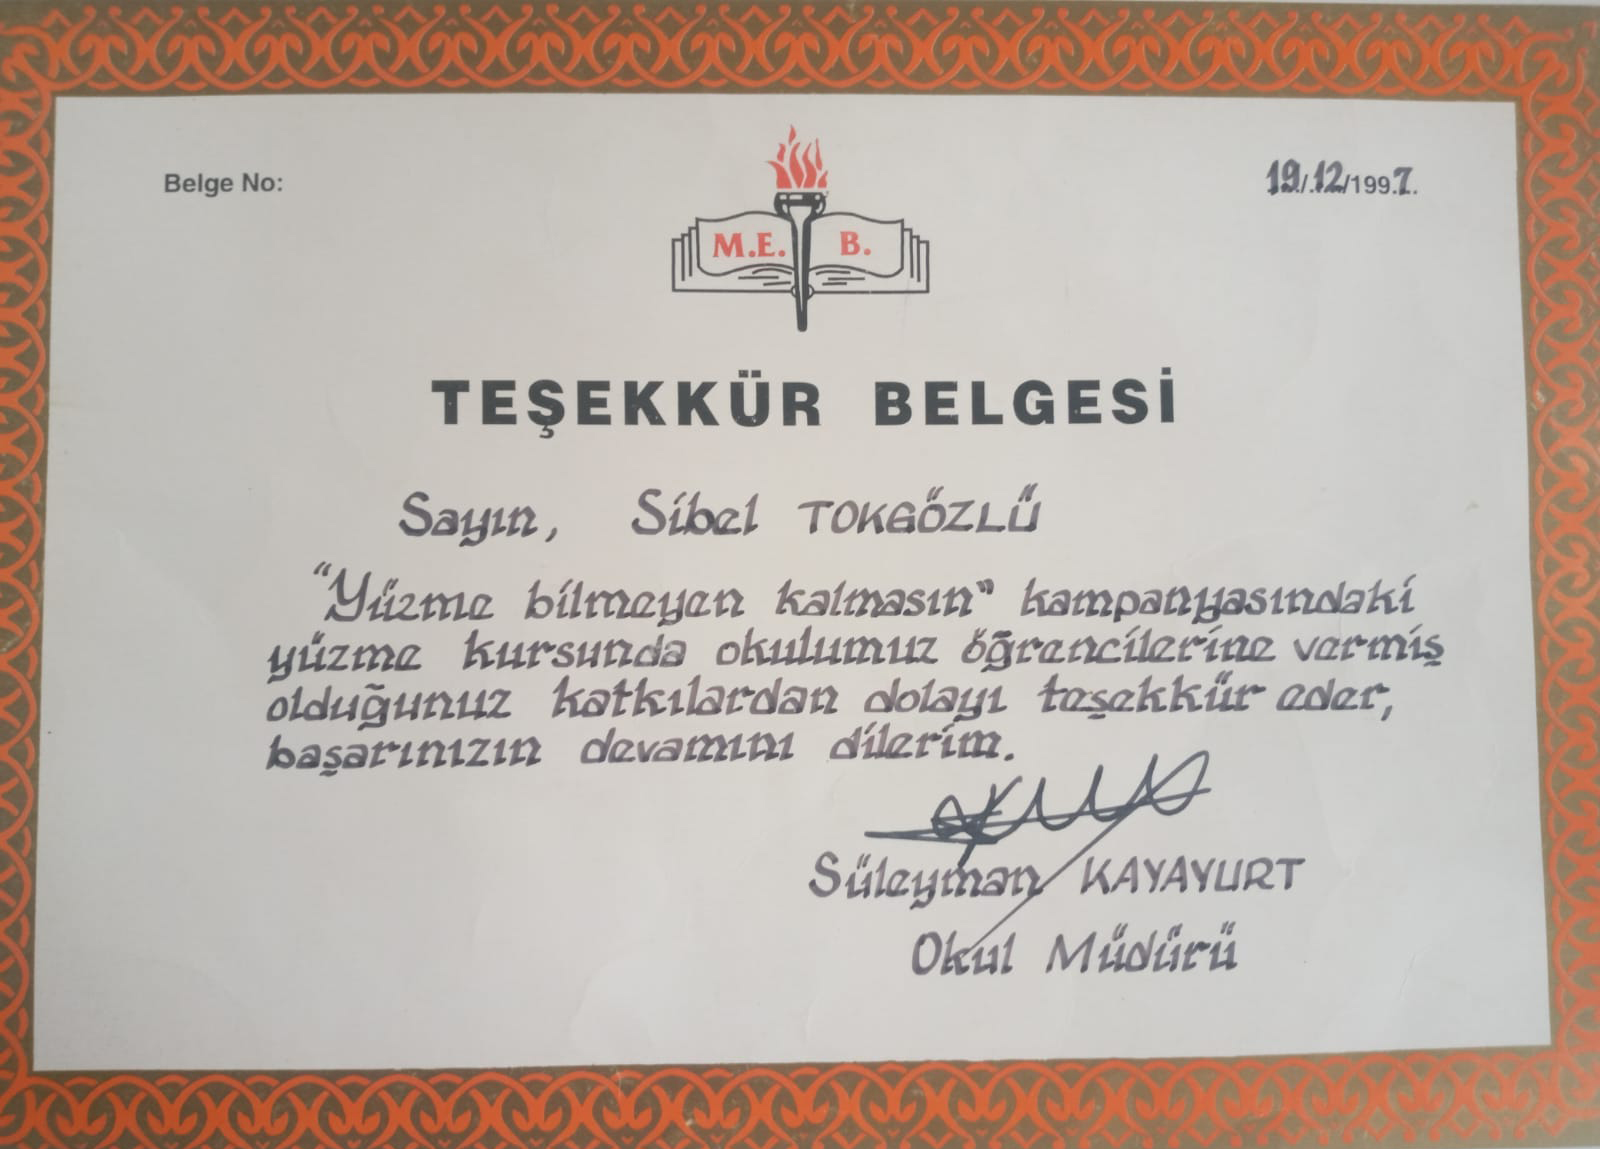 Belge No:
19/12/1997.
M.E.B.
TEŞEKKÜR BELGESİ
Sayın, Sibel TOKGÖZLÜ
"Yüzme bilmeyen kalmasın" kampanyasındaki
yüzme kursunda okulumuz öğrencilerine vermiş
olduğunuz katkılardan dolayı teşekkür eder,
başarınızın devamını dilerim.
Süleyman KAYAYURT
Okul Müdürü